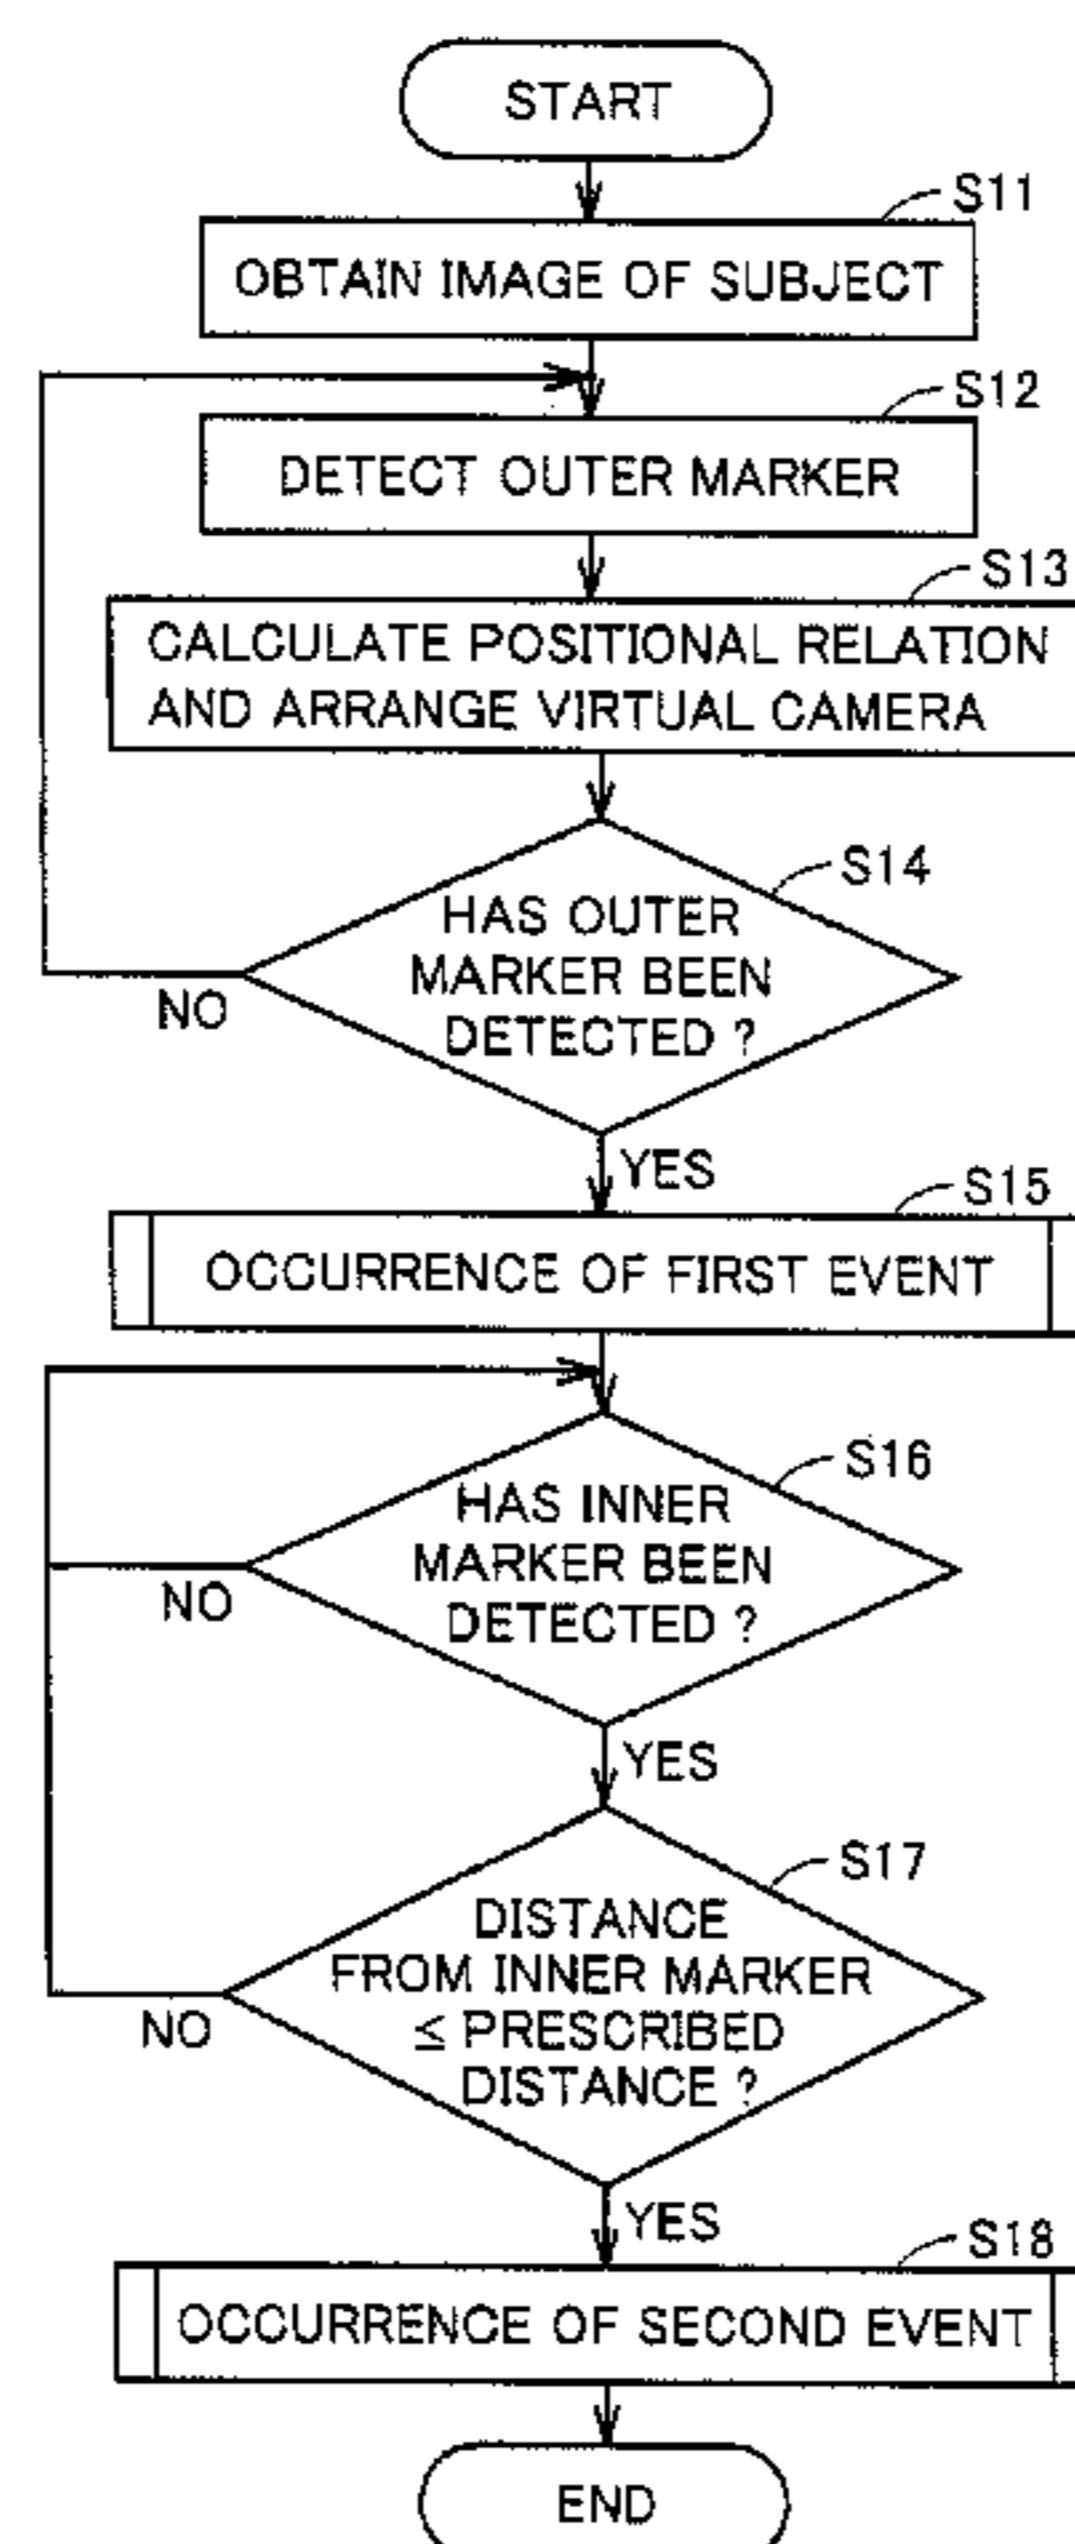 START
S11
OBTAIN IMAGE OF SUBJECT
S12
DETECT OUTER MARKER
S13
CALCULATE POSITIONAL RELATION
AND ARRANGE VIRTUAL CAMERA
S14
HAS OUTER
MARKER BEEN
DETECTED ?
NO
YES
S15
OCCURRENCE OF FIRST EVENT
S16
HAS INNER
MARKER BEEN
DETECTED ?
NO
YES
S17
DISTANCE
FROM INNER MARKER
≤ PRESCRIBED
DISTANCE ?
NO
YES
S18
OCCURRENCE OF SECOND EVENT
END